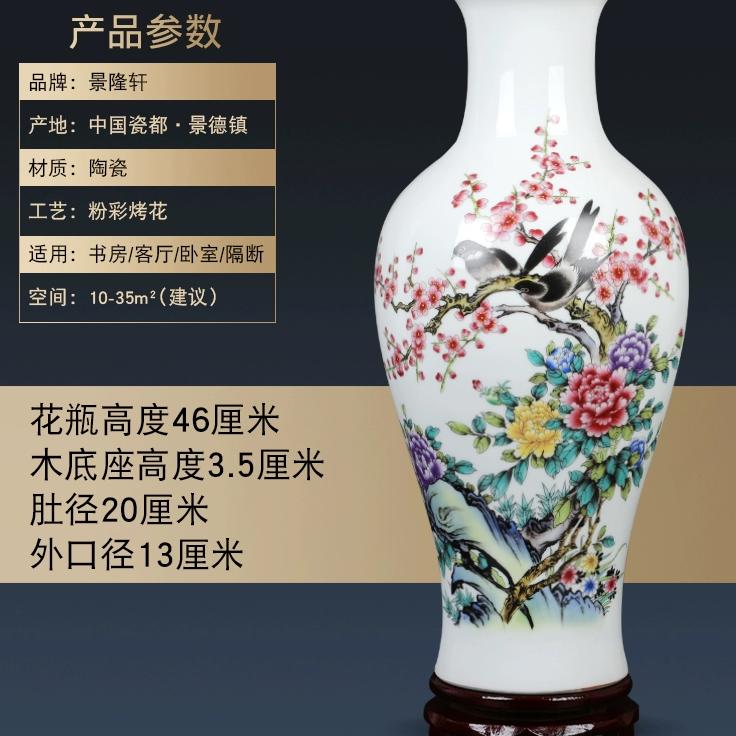 产品参数
品牌：景隆轩
产地：中国瓷都·景德镇
材质：陶瓷
工艺：粉彩烤花
适用：书房/客厅/卧室/隔断
空间：10-35m²(建议)
花瓶高度46厘米
木底座高度3.5厘米
肚径20厘米
外口径13厘米